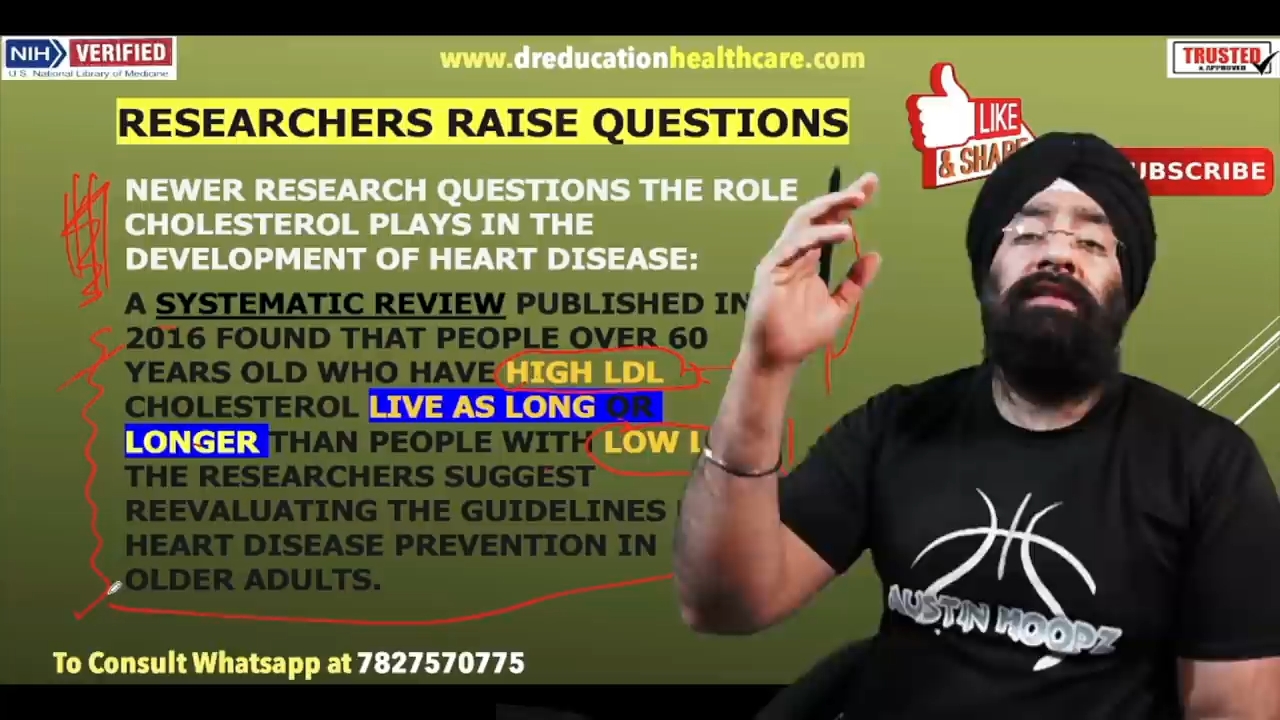 NIH VERIFIED
U.S. National Library of Medicine
www.dreducationhealthcare.com
TRUSTED
& APPROVED
RESEARCHERS RAISE QUESTIONS
LIKE
& SHARE
UBSCRIBE
NEWER RESEARCH QUESTIONS THE ROLE
CHOLESTEROL PLAYS IN THE
DEVELOPMENT OF HEART DISEASE:
A SYSTEMATIC REVIEW PUBLISHED IN
2016 FOUND THAT PEOPLE OVER 60
YEARS OLD WHO HAVE HIGH LDL
CHOLESTEROL LIVE AS LONG OR
LONGER THAN PEOPLE WITH LOW L
THE RESEARCHERS SUGGEST
REEVALUATING THE GUIDELINES
HEART DISEASE PREVENTION IN
OLDER ADULTS.
AUSTIN HOOPZ
To Consult Whatsapp at 7827570775